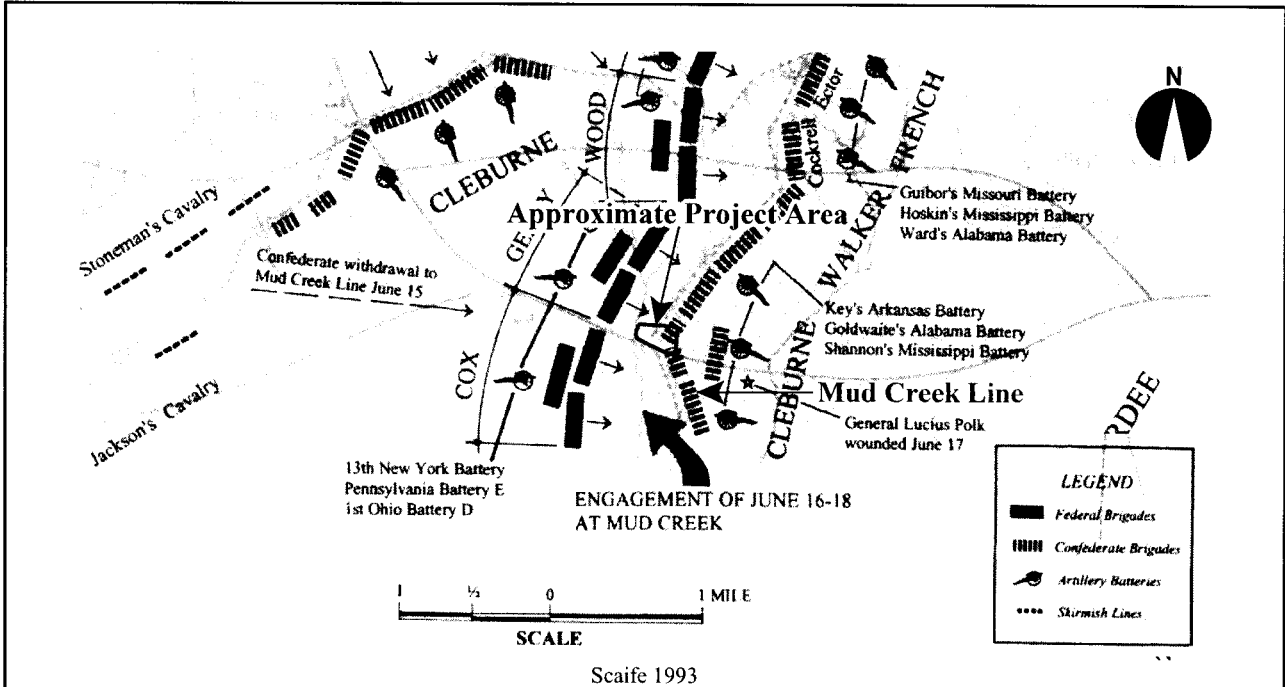 N
Ector
Cockrell
FRENCH
WOOD
CLEBURNE
WALKER
Guibor's Missouri Battery
Hoskin's Mississippi Battery
Ward's Alabama Battery
Approximate Project Area
Stoneman's Cavalry
Confederate withdrawal to
Mud Creek Line June 15
Key's Arkansas Battery
Goldwaite's Alabama Battery
Shannon's Mississippi Battery
COX
CLEBURNE
Mud Creek Line
General Lucius Polk
wounded June 17
RDEE
Jackson's Cavalry
13th New York Battery
Pennsylvania Battery E
1st Ohio Battery D
ENGAGEMENT OF JUNE 16-18
AT MUD CREEK
LEGEND
Federal Brigades
Confederate Brigades
Artillery Batteries
Skirmish Lines
1 ½ 0 1 MILE
SCALE
Scaife 1993